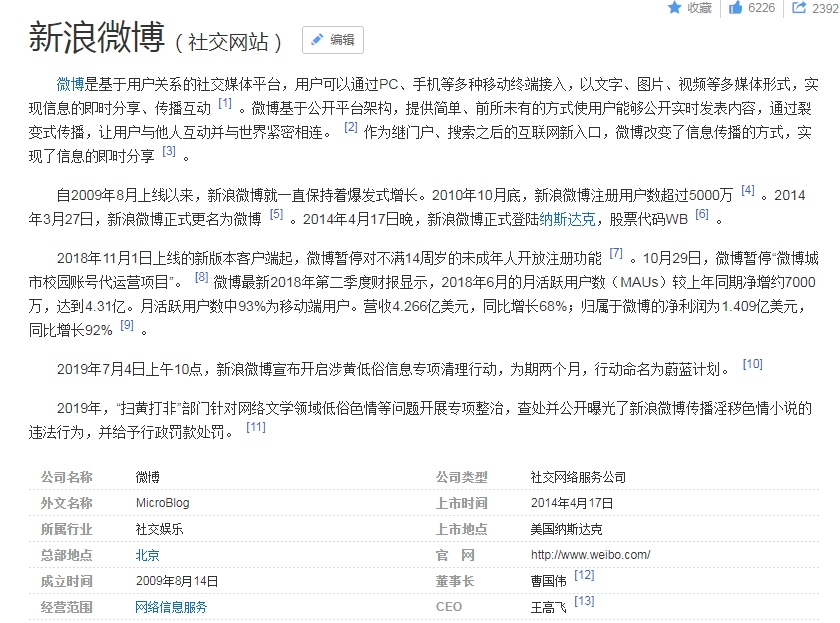 收藏 6226 2392
新浪微博（社交网站） 编辑
微博是基于用户关系的社交媒体平台，用户可以通过PC、手机等多种移动终端接入，以文字、图片、视频等多媒体形式，实
现信息的即时分享、传播互动 [1] 。微博基于公开平台架构，提供简单、前所未有的方式使用户能够公开实时发表内容，通过裂
变式传播，让用户与他人互动并与世界紧密相连。 [2] 作为继门户、搜索之后的互联网新入口，微博改变了信息传播的方式，实
现了信息的即时分享 [3] 。
自2009年8月上线以来，新浪微博就一直保持着爆发式增长。2010年10月底，新浪微博注册用户数超过5000万 [4] 。2014
年3月27日，新浪微博正式更名为微博 [5] 。2014年4月17日晚，新浪微博正式登陆纳斯达克，股票代码WB [6] 。
2018年11月1日上线的新版本客户端起，微博暂停对不满14周岁的未成年人开放注册功能 [7] 。10月29日，微博暂停“微博城
市校园账号代运营项目”。 [8] 微博最新2018年第二季度财报显示，2018年6月的月活跃用户数（MAUs）较上年同期净增约7000
万，达到4.31亿。月活跃用户数中93%为移动端用户。营收4.266亿美元，同比增长68%；归属于微博的净利润为1.409亿美元，
同比增长92% [9] 。
2019年7月4日上午10点，新浪微博宣布开启涉黄低俗信息专项清理行动，为期两个月，行动命名为蔚蓝计划。 [10]
2019年，“扫黄打非”部门针对网络文学领域低俗色情等问题开展专项整治，查处并公开曝光了新浪微博传播淫秽色情小说的
违法行为，并给予行政罚款处罚。 [11]
公司名称 微博 公司类型 社交网络服务公司
外文名称 MicroBlog 上市时间 2014年4月17日
所属行业 社交娱乐 上市地点 美国纳斯达克
总部地点 北京 官 网 http://www.weibo.com/
成立时间 2009年8月14日 董事长 曹国伟 [12]
经营范围 网络信息服务 CEO 王高飞 [13]